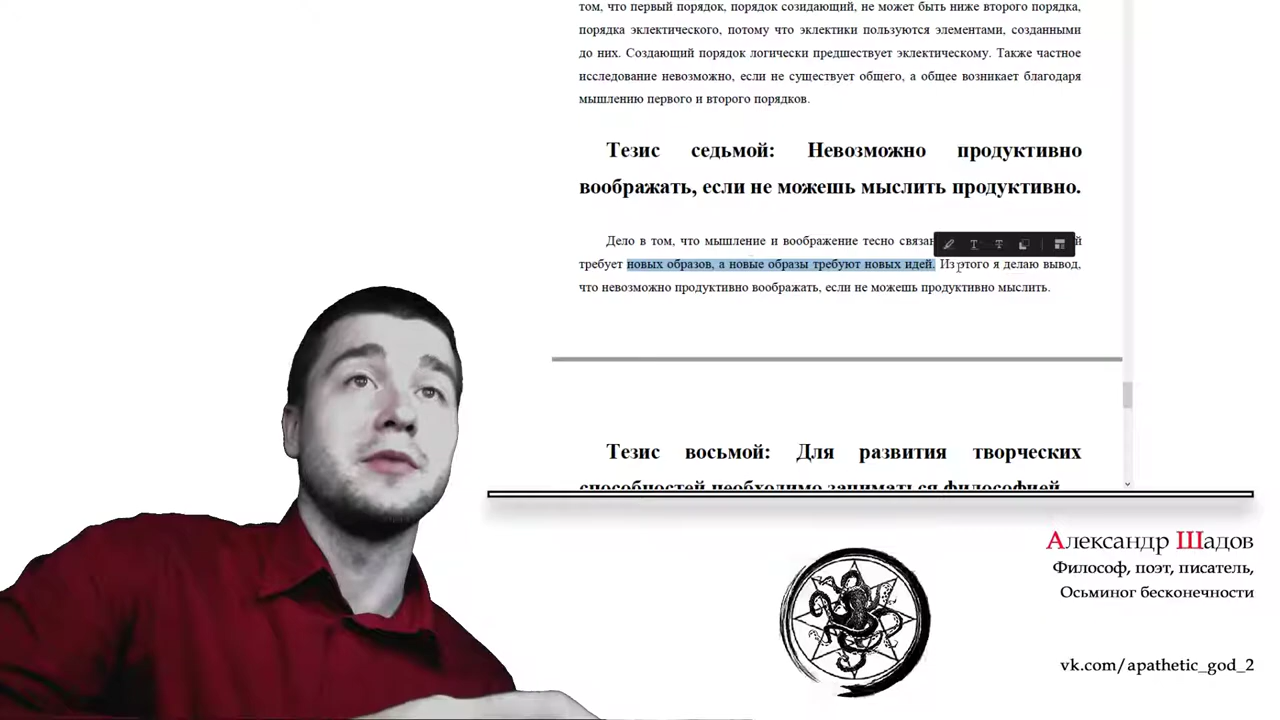 том, что первый порядок, порядок созидающий, не может быть ниже второго порядка,
порядка эклектического, потому что эклектики пользуются элементами, созданными
до них. Создающий порядок логически предшествует эклектическому. Также частное
исследование невозможно, если не существует общего, а общее возникает благодаря
мышлению первого и второго порядков.
Тезис седьмой: Невозможно продуктивно
воображать, если не можешь мыслить продуктивно.
Дело в том, что мышление и воображение тесно
требует новых образов, а новые образы требуют новых идей. Из этого я делаю вывод,
что невозможно продуктивно воображать, если не можешь продуктивно мыслить.
Тезис восьмой: Для развития творческих
способностей необходимо заниматься философией
Александр Шадов
Философ, поэт, писатель,
Осьминог бесконечности
vk.com/apathetic_god_2